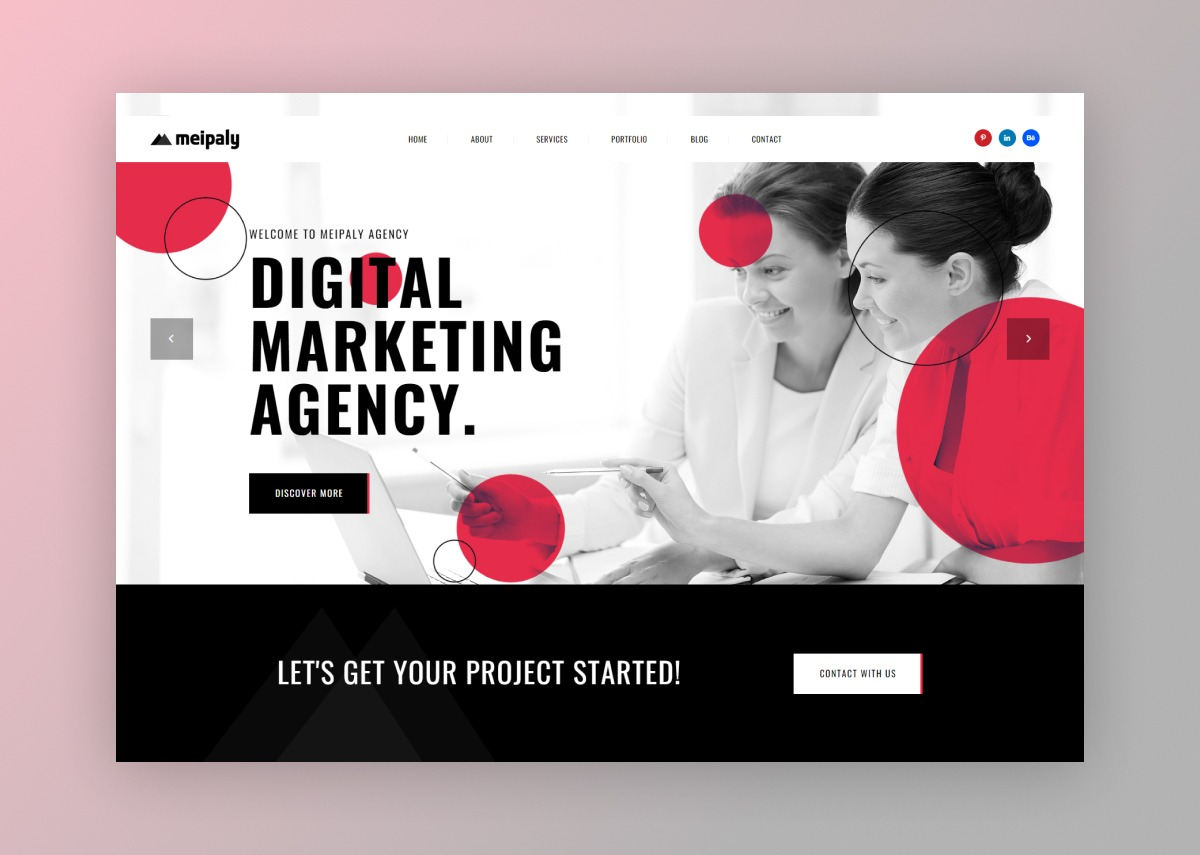 meipaly
HOME ABOUT SERVICES PORTFOLIO BLOG CONTACT
in Bē
WELCOME TO MEIPALY AGENCY
DIGITAL
MARKETING
AGENCY.
DISCOVER MORE
LET'S GET YOUR PROJECT STARTED!
CONTACT WITH US